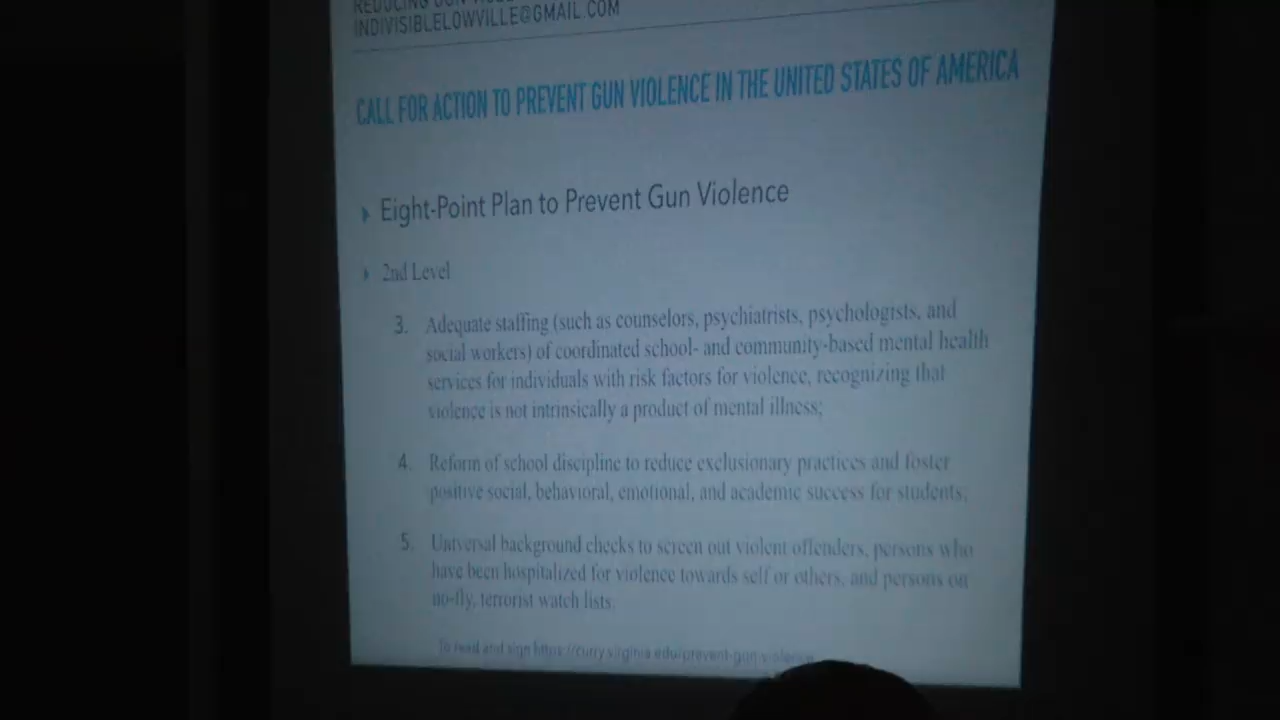 REDUCING GUN
INDIVISIBLELOWVILLE@GMAIL.COM
CALL FOR ACTION TO PREVENT GUN VIOLENCE IN THE UNITED STATES OF AMERICA
Eight-Point Plan to Prevent Gun Violence
2nd Level
3. Adequate staffing (such as counselors, psychiatrists, psychologists, and
social workers) of coordinated school- and community-based mental health
services for individuals with risk factors for violence, recognizing that
violence is not intrinsically a product of mental illness;
4. Reform of school discipline to reduce exclusionary practices and foster
positive social, behavioral, emotional, and academic success for students;
5. Universal background checks to screen out violent offenders, persons who
have been hospitalized for violence towards self or others, and persons on
no-fly, terrorist watch lists.
To read and sign https://curry.virginia.edu/prevent-gun-violence